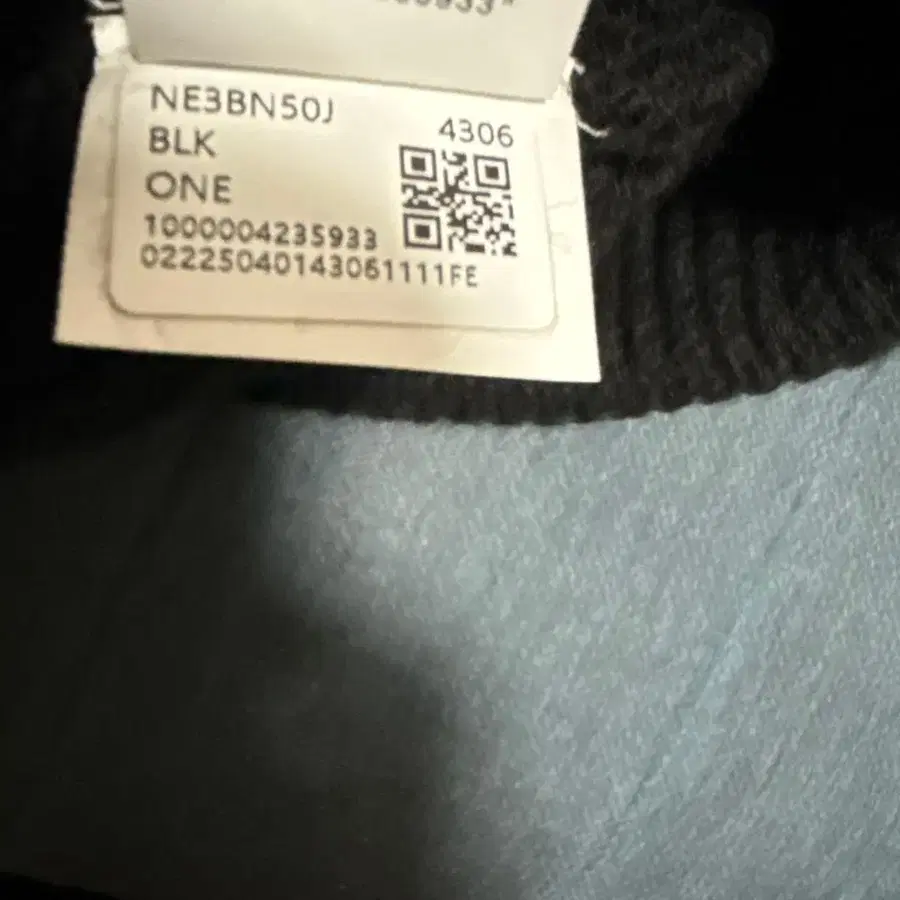 NE3BN50J
4306
BLK
ONE
1000004235933
02225040143061111FE